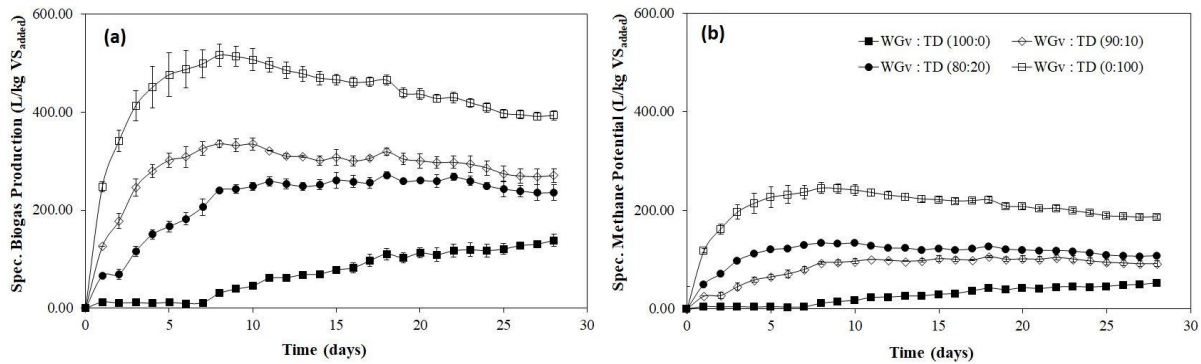 (a)
Spec. Biogas Production (L/kg VSadded)
600.00
400.00
200.00
0.00
0 5 10 15 20 25 30
Time (days)
(b)
WGv : TD (100:0) WGv : TD (90:10)
WGv : TD (80:20) WGv : TD (0:100)
Spec. Methane Potential (L/kg VSadded)
600.00
400.00
200.00
0.00
0 5 10 15 20 25 30
Time (days)